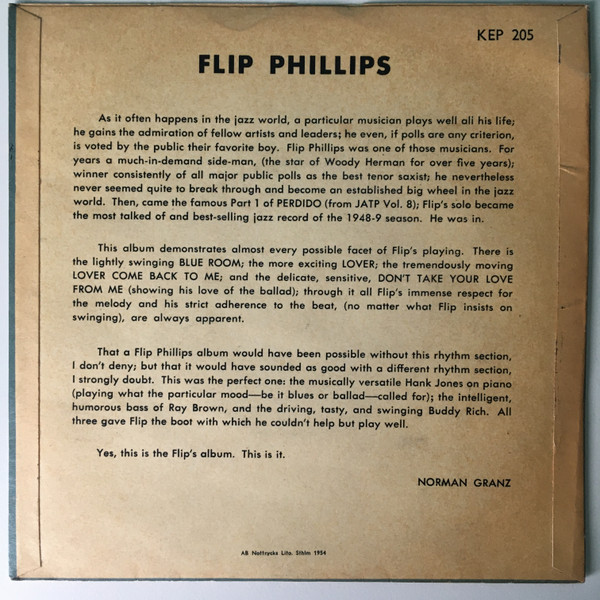 KEP 205
FLIP PHILLIPS
As it often happens in the jazz world, a particular musician plays well all his life;
he gains the admiration of fellow artists and leaders; he even, if polls are any criterion,
is voted by the public their favorite boy. Flip Phillips was one of those musicians. For
years a much-in-demand side-man, (the star of Woody Herman for over five years);
winner consistently of all major public polls as the best tenor saxist; he nevertheless
never seemed quite to break through and become an established big wheel in the jazz
world. Then, came the famous Part 1 of PERDIDO (from JATP Vol. 8); Flip's solo became
the most talked of and best-selling jazz record of the 1948-9 season. He was in.
This album demonstrates almost every possible facet of Flip's playing. There is
the lightly swinging BLUE ROOM; the more exciting LOVER; the tremendously moving
LOVER COME BACK TO ME; and the delicate, sensitive, DON'T TAKE YOUR LOVE
FROM ME (showing his love of the ballad); through it all Flip's immense respect for
the melody and his strict adherence to the beat, (no matter what Flip insists on
swinging), are always apparent.
That a Flip Phillips album would have been possible without this rhythm section,
I don't deny; but that it would have sounded as good with a different rhythm section,
I strongly doubt. This was the perfect one: the musically versatile Hank Jones on piano
(playing what the particular mood—be it blues or ballad—called for); the intelligent,
humorous bass of Ray Brown, and the driving, tasty, and swinging Buddy Rich. All
three gave Flip the boot with which he couldn't help but play well.
Yes, this is the Flip's album. This is it.
NORMAN GRANZ
AB Nottrycks Lito. Sthlm 1954